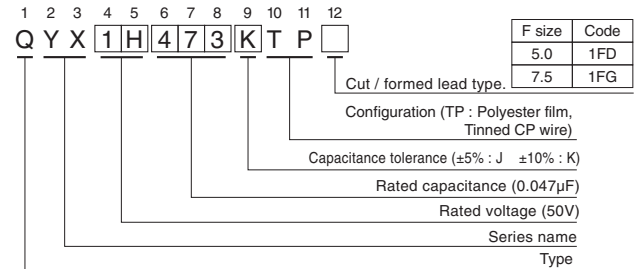 1 2 3 4 5 6 7 8 9 10 11 12
Q Y X 1 H 4 7 3 K T P
F size Code
5.0 1FD
7.5 1FG
Cut / formed lead type.
Configuration (TP : Polyester film,
Tinned CP wire)
Capacitance tolerance (±5% : J ±10% : K)
Rated capacitance (0.047µF)
Rated voltage (50V)
Series name
Type